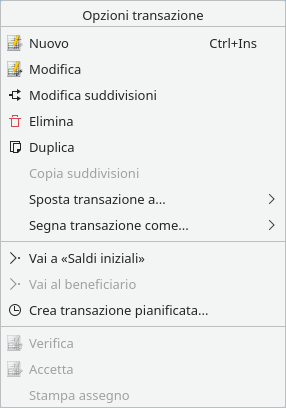 Opzioni transazione
Nuovo Ctrl+Ins
Modifica
Modifica suddivisioni
Elimina
Duplica
Copia suddivisioni
Sposta transazione a...
Segna transazione come...
Vai a «Saldi iniziali»
Vai al beneficiario
Crea transazione pianificata...
Verifica
Accetta
Stampa assegno